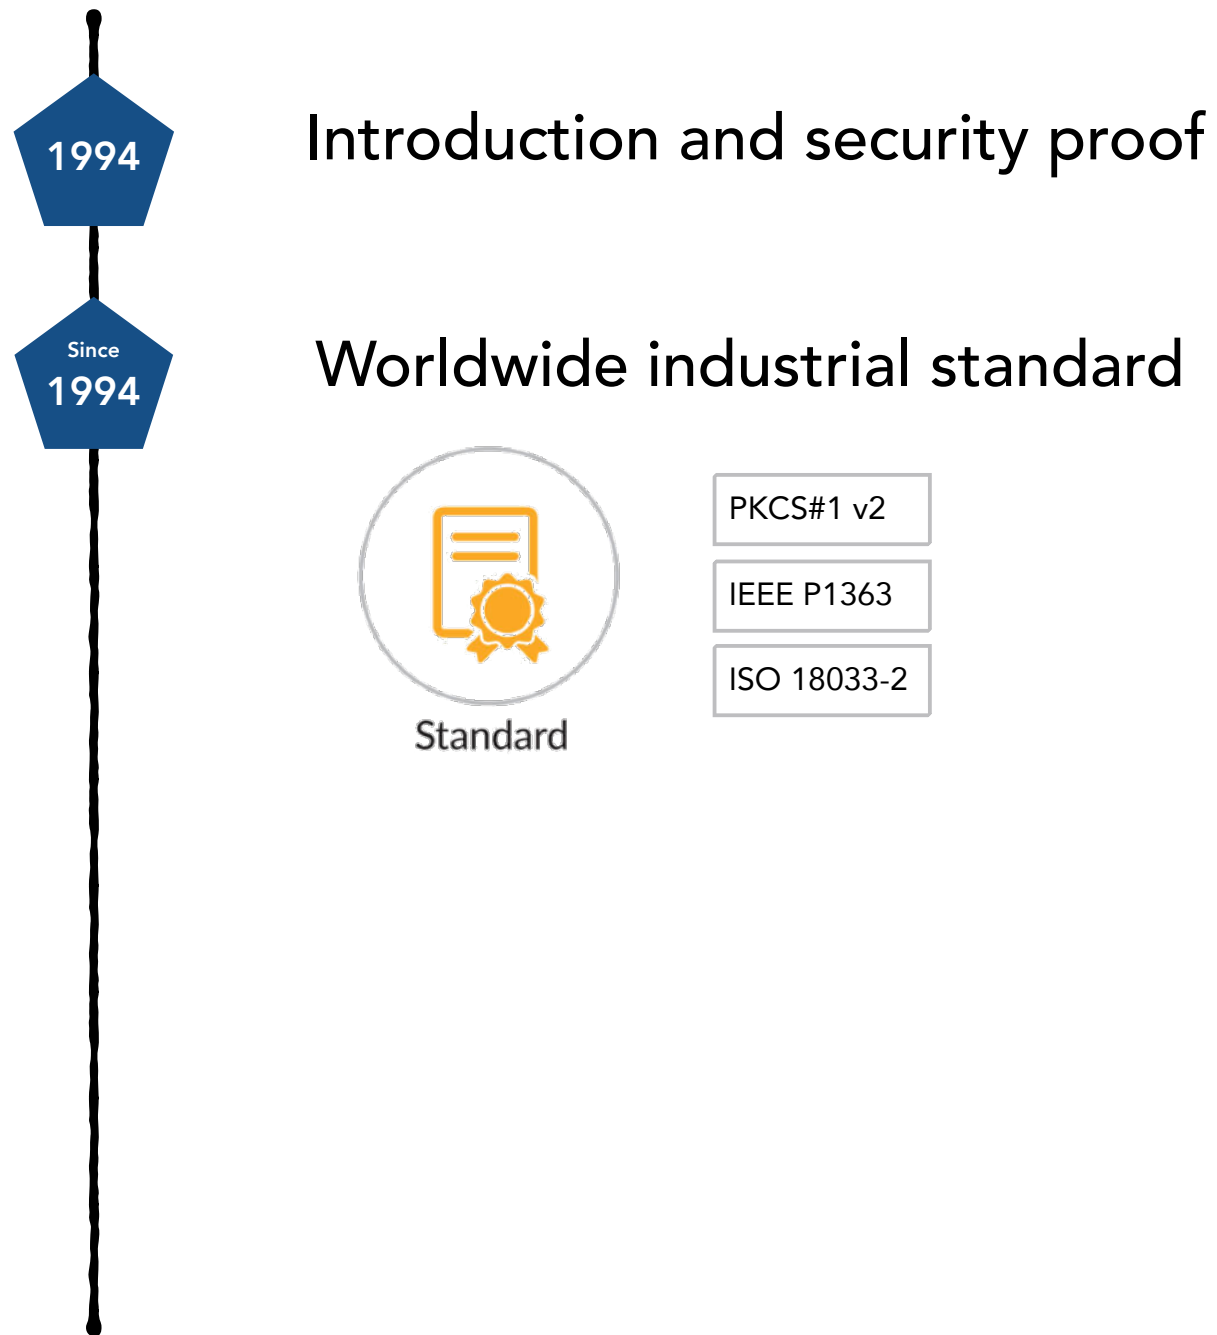 1994
Introduction and security proof
Since
1994
Worldwide industrial standard
PKCS#1 v2
IEEE P1363
ISO 18033-2
Standard